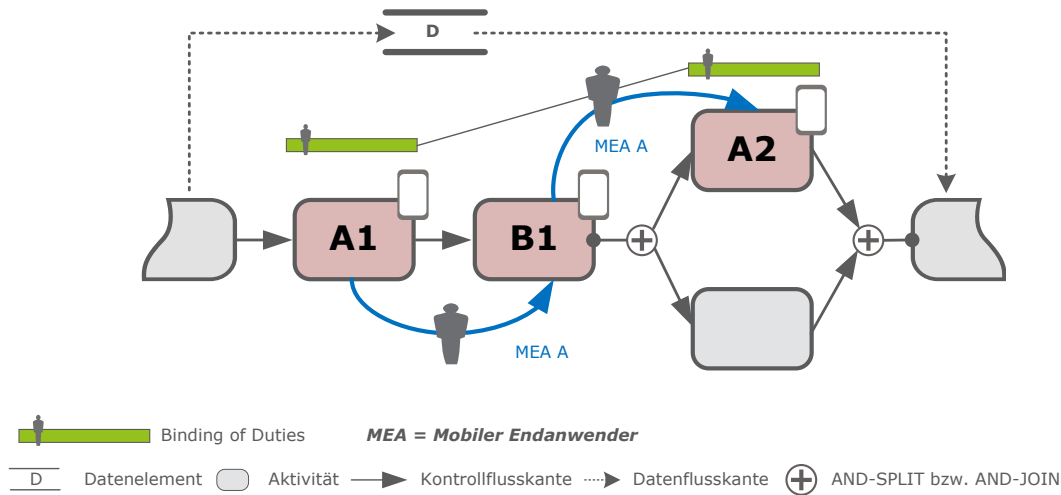 D
MEA A
A2
A1
B1
MEA A
Binding of Duties
MEA = Mobiler Endanwender
D
Datenelement
Aktivität
Kontrollflusskante
Datenflusskante
AND-SPLIT bzw. AND-JOIN